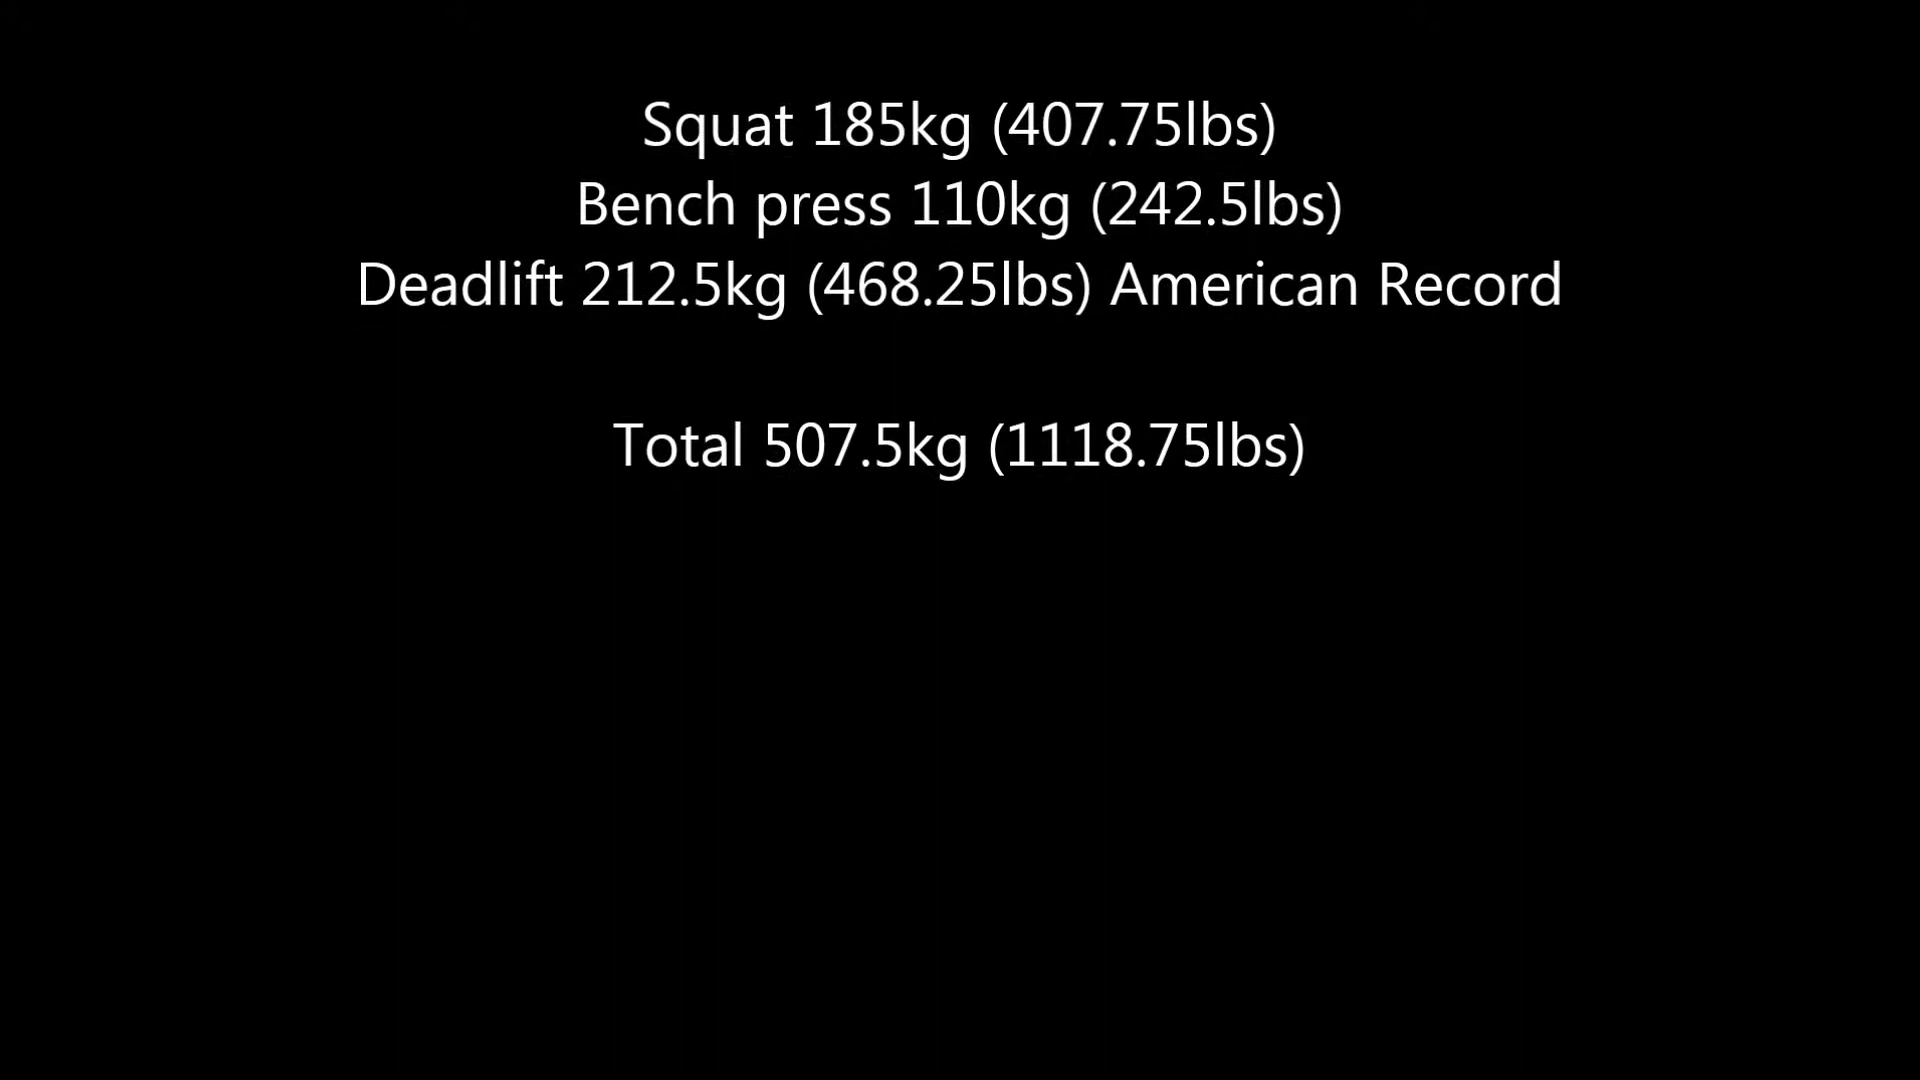 Squat 185kg (407.75lbs)
Bench press 110kg (242.5lbs)
Deadlift 212.5kg (468.25lbs) American Record
Total 507.5kg (1118.75lbs)